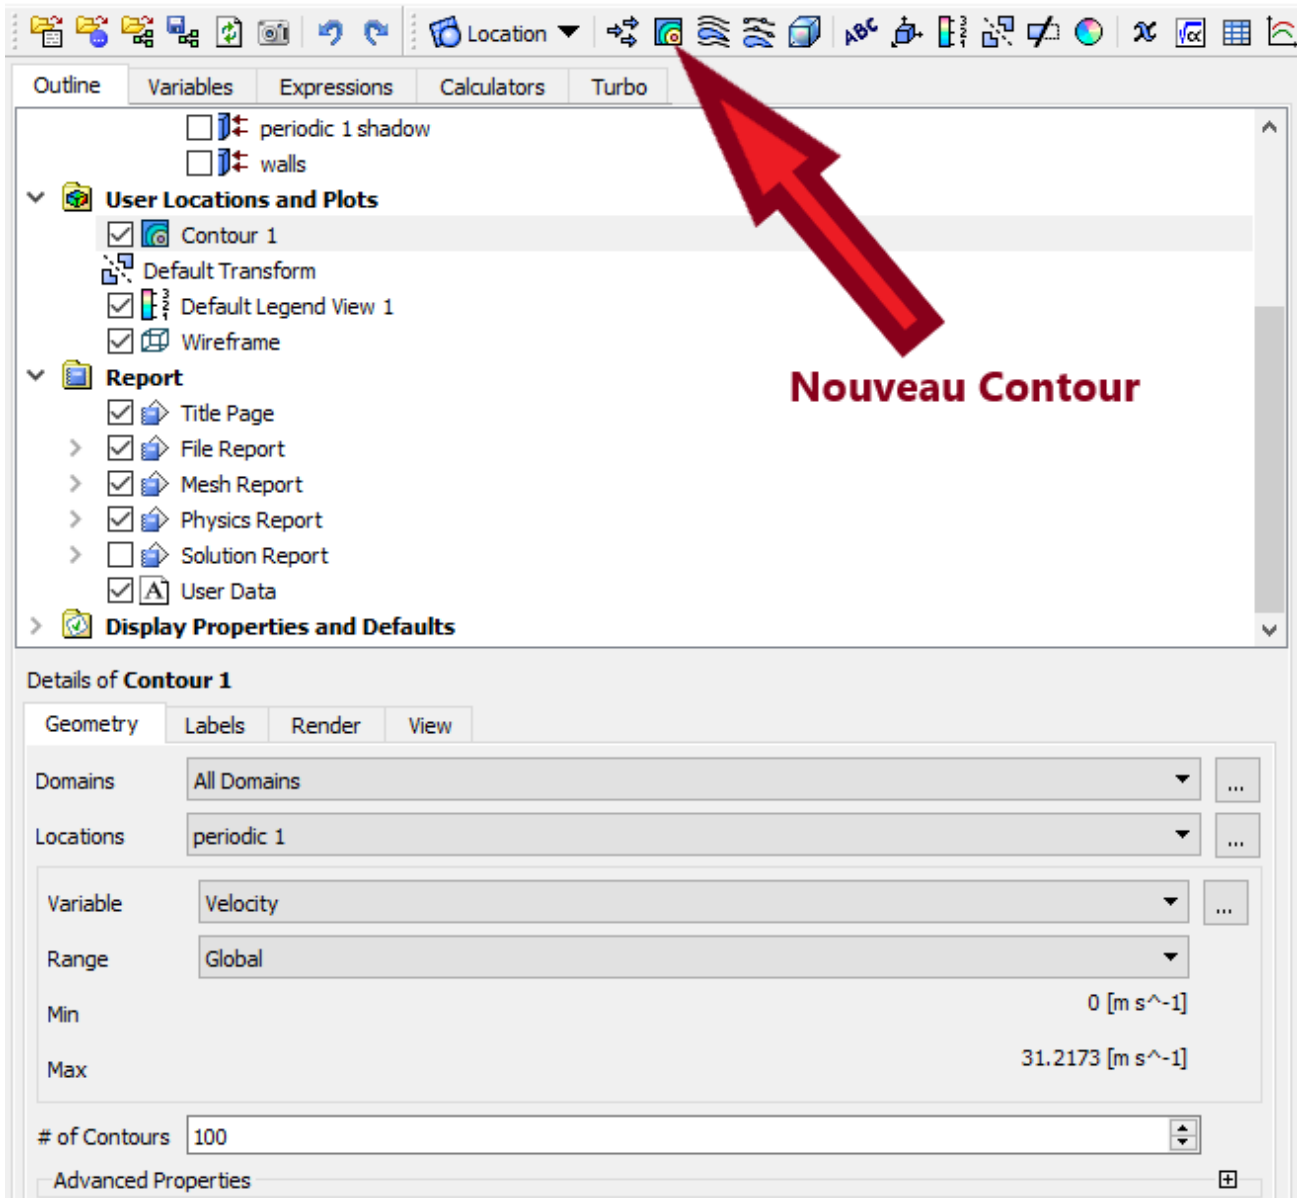 Location
ABC
Outline Variables Expressions Calculators Turbo
periodic 1 shadow
walls
User Locations and Plots
Contour 1
Default Transform
Default Legend View 1
Wireframe
Nouveau Contour
Report
Title Page
File Report
Mesh Report
Physics Report
Solution Report
A User Data
Display Properties and Defaults
Details of Contour 1
Geometry Labels Render View
Domains All Domains ...
Locations periodic 1 ...
Variable Velocity ...
Range Global
Min 0 [m s^-1]
Max 31.2173 [m s^-1]
# of Contours 100
Advanced Properties